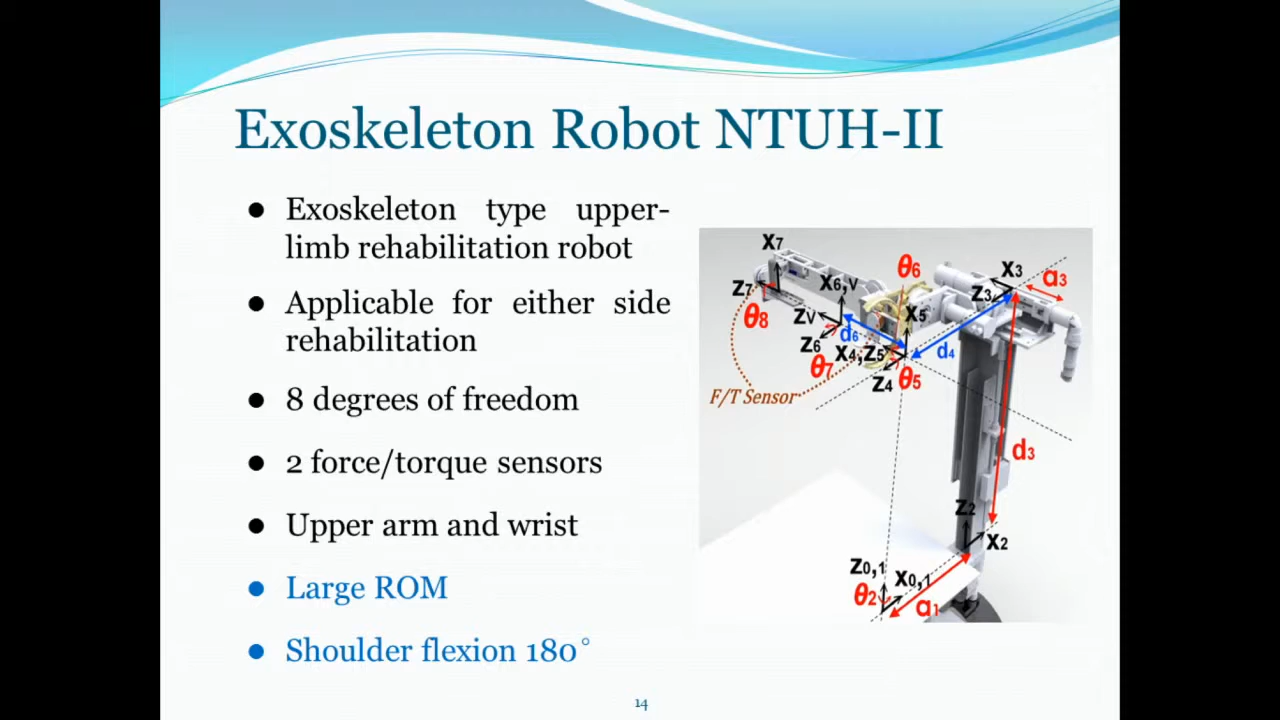 Exoskeleton Robot NTUH-II
● Exoskeleton type upper-
limb rehabilitation robot
● Applicable for either side
rehabilitation
● 8 degrees of freedom
● 2 force/torque sensors
● Upper arm and wrist
● Large ROM
● Shoulder flexion 180°
X7
Z7
θ8
X6,V
ZV
Z6
θ7
d6
θ6
X5
X4,Z5
Z4
θ5
d4
X3
Z3
a3
F/T Sensor
d3
Z2
X2
Z0,1
X0,1
θ2
a1
14